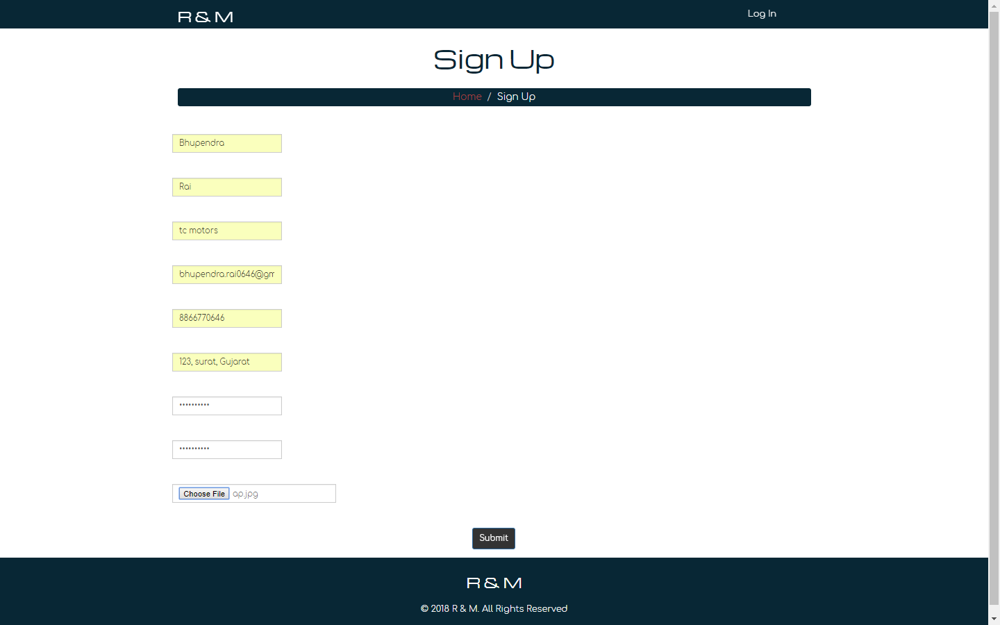 R & M
Log In
Sign Up
Home / Sign Up
Bhupendra
Rai
tc motors
bhupendra.rai0646@gm
8866770646
123, surat, Gujarat
••••••••••
••••••••••
Choose File ap.jpg
Submit
R & M
© 2018 R & M. All Rights Reserved